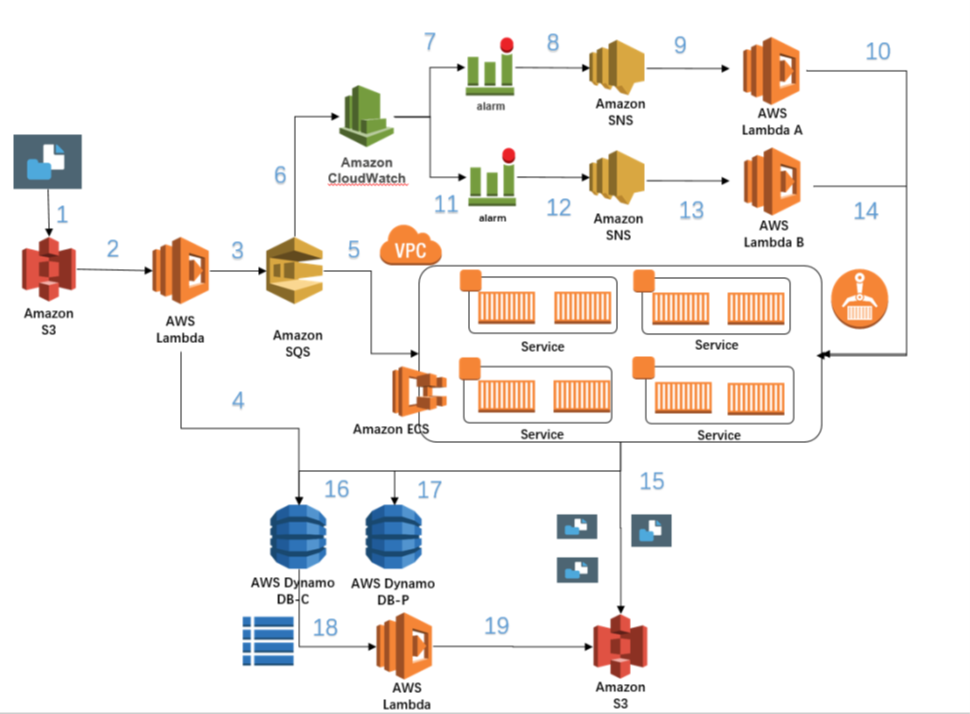 7
8
9
10
alarm
Amazon
SNS
AWS
Lambda A
Amazon
CloudWatch
6
11
12
13
14
alarm
Amazon
SNS
AWS
Lambda B
1
2
3
5
VPC
Amazon
S3
AWS
Lambda
Amazon
SQS
Service
Service
Amazon ECS
Service
Service
4
16
17
15
AWS Dynamo
DB-C
AWS Dynamo
DB-P
18
19
AWS
Lambda
Amazon
S3